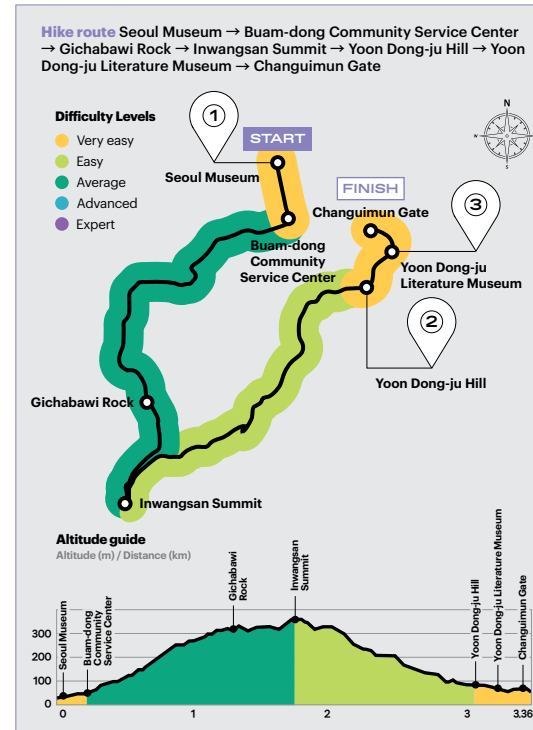 Hike route Seoul Museum → Buam-dong Community Service Center
→ Gichabawi Rock → Inwangsan Summit → Yoon Dong-ju Hill → Yoon
Dong-ju Literature Museum → Changuimun Gate
Difficulty Levels
Very easy
Easy
Average
Advanced
Expert
1
START
Seoul Museum
N
W
E
S
FINISH
Changuimun Gate
3
Buam-dong
Community
Service Center
Yoon Dong-ju
Literature Museum
2
Yoon Dong-ju Hill
Gichabawi Rock
Inwangsan Summit
Altitude guide
Altitude (m) / Distance (km)
Seoul Museum
Buam-dong
Community
Service Center
Gichabawi
Rock
Inwangsan
Summit
Yoon Dong-ju Hill
Yoon Dong-ju Literature Museum
Changuimun Gate
300
200
100
0
0
1
2
3
3.36